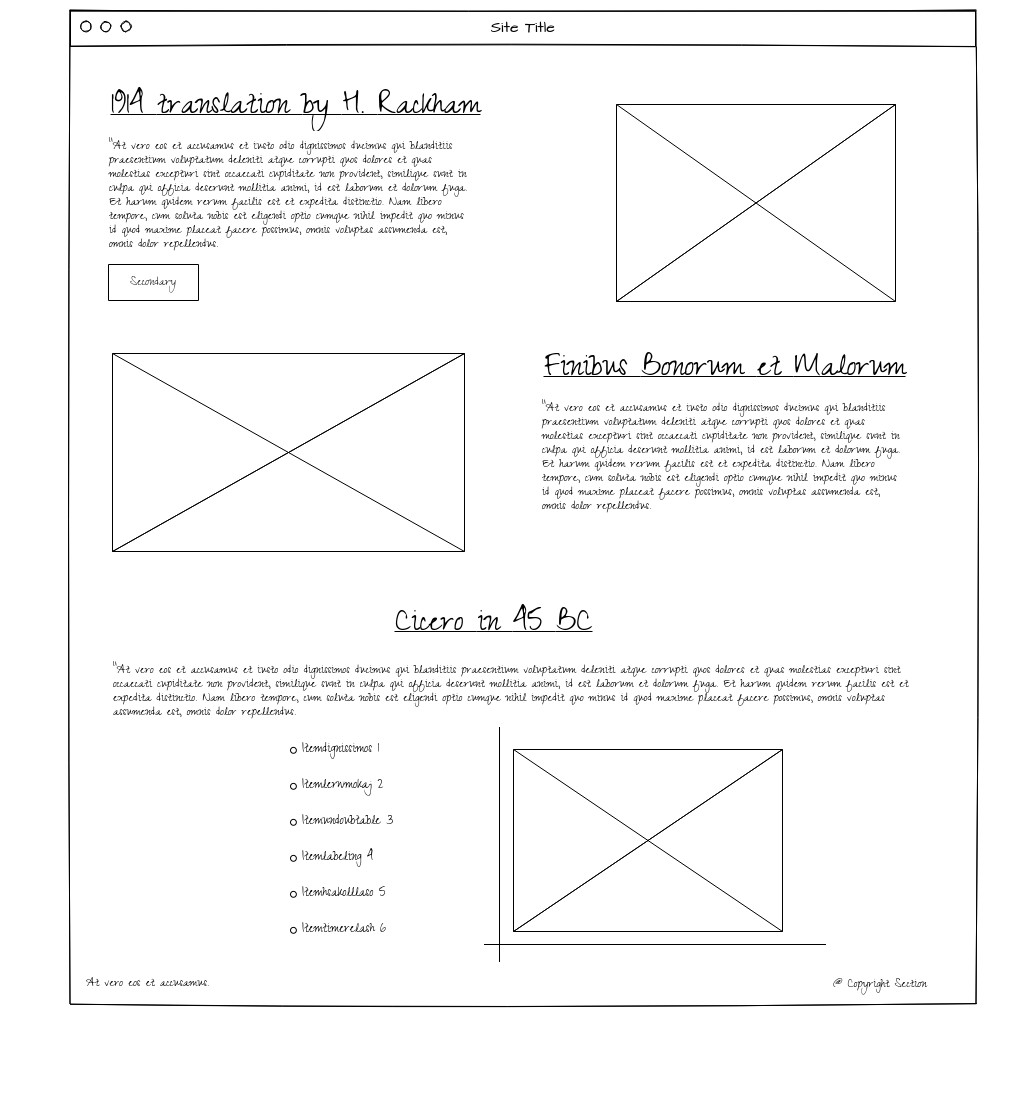 Site Title
1914 translation by H. Rackham
"At vero eos et accusamus et iusto odio dignissimos ducimus qui blanditiis
praesentium voluptatum deleniti atque corrupti quos dolores et quas
molestias excepturi sint occaecati cupiditate non provident, similique sunt in
culpa qui officia deserunt mollitia animi, id est laborum et dolorum fuga.
Et harum quidem rerum facilis est et expedita distinctio. Nam libero
tempore, cum soluta nobis est eligendi optio cumque nihil impedit quo minus
id quod maxime placeat facere possimus, omnis voluptas assumenda est,
omnis dolor repellendus.
Secondary
Finibus Bonorum et Malorum
"At vero eos et accusamus et iusto odio dignissimos ducimus qui blanditiis
praesentium voluptatum deleniti atque corrupti quos dolores et quas
molestias excepturi sint occaecati cupiditate non provident, similique sunt in
culpa qui officia deserunt mollitia animi, id est laborum et dolorum fuga.
Et harum quidem rerum facilis est et expedita distinctio. Nam libero
tempore, cum soluta nobis est eligendi optio cumque nihil impedit quo minus
id quod maxime placeat facere possimus, omnis voluptas assumenda est,
omnis dolor repellendus.
Cicero in 45 BC
"At vero eos et accusamus et iusto odio dignissimos ducimus qui blanditiis praesentium voluptatum deleniti atque corrupti quos dolores et quas molestias excepturi sint
occaecati cupiditate non provident, similique sunt in culpa qui officia deserunt mollitia animi, id est laborum et dolorum fuga. Et harum quidem rerum facilis est et
expedita distinctio. Nam libero tempore, cum soluta nobis est eligendi optio cumque nihil impedit quo minus id quod maxime placeat facere possimus, omnis voluptas
assumenda est, omnis dolor repellendus.
Itemdignissimos 1
Itemlernmokaj 2
Itemundoubtable 3
Itemlabeling 4
Itemhsakolllaso 5
Itemtimerelash 6
At vero eos et accusamus.
@ Copyright Section